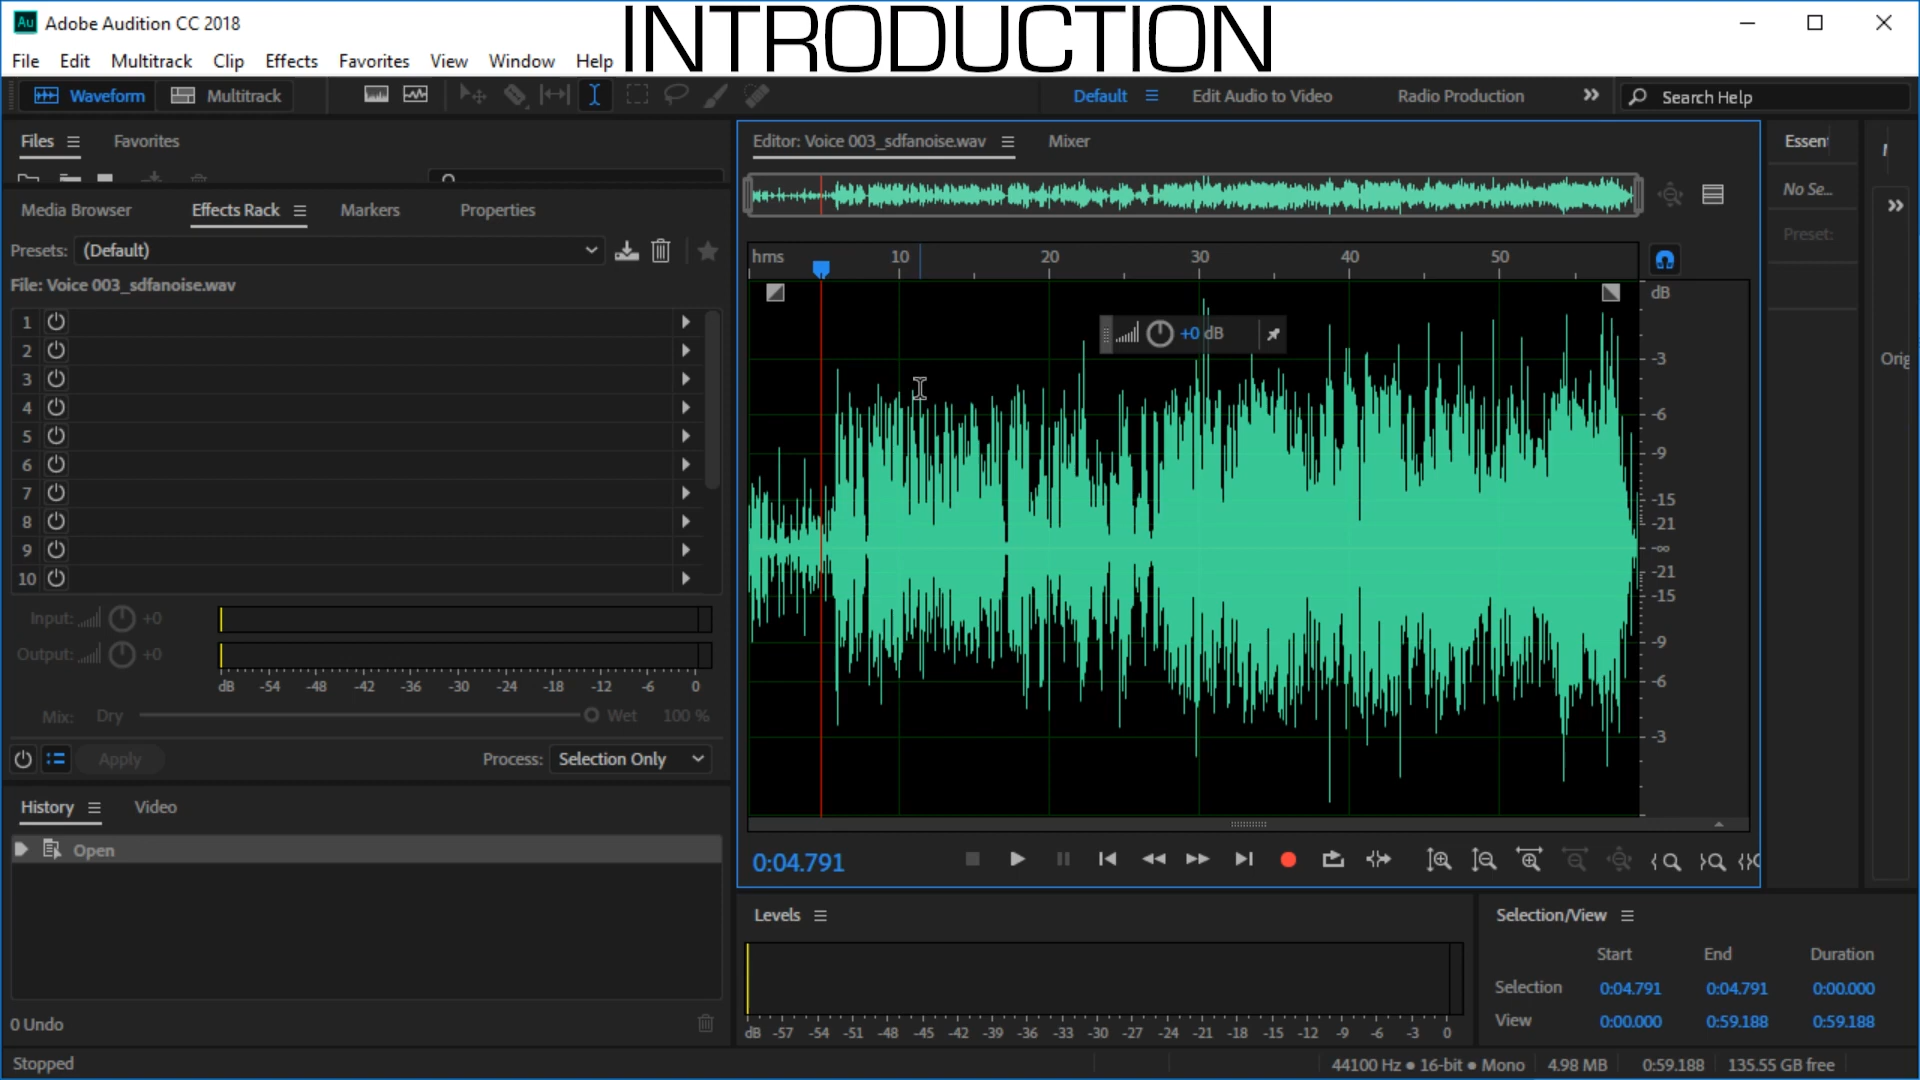 INTRODUCTION
Au Adobe Audition CC 2018
File Edit Multitrack Clip Effects Favorites View Window Help
Waveform Multitrack Default Edit Audio to Video Radio Production Search Help
Files Favorites
Media Browser Effects Rack Markers Properties
Presets: (Default)
File: Voice 003_sdfanoise.wav
1
2
3
4
5
6
7
8
9
10
Input: +0
Output: +0
dB -54 -48 -42 -36 -30 -24 -18 -12 -6 0
Mix: Dry Wet 100 %
Apply Process: Selection Only
History Video
Open
0 Undo
Stopped
Editor: Voice 003_sdfanoise.wav Mixer
hms 10 20 30 40 50
+0 dB
dB
-3
-6
-9
-15
-21
-∞
-21
-15
-9
-6
-3
0:04.791
Levels
dB -57 -54 -51 -48 -45 -42 -39 -36 -33 -30 -27 -24 -21 -18 -15 -12 -9 -6 -3 0
Essen
No Se...
Preset:
Orig
Selection/View
Start End Duration
Selection 0:04.791 0:04.791 0:00.000
View 0:00.000 0:59.188 0:59.188
44100 Hz ● 16-bit ● Mono 4.98 MB 0:59.188 135.55 GB free